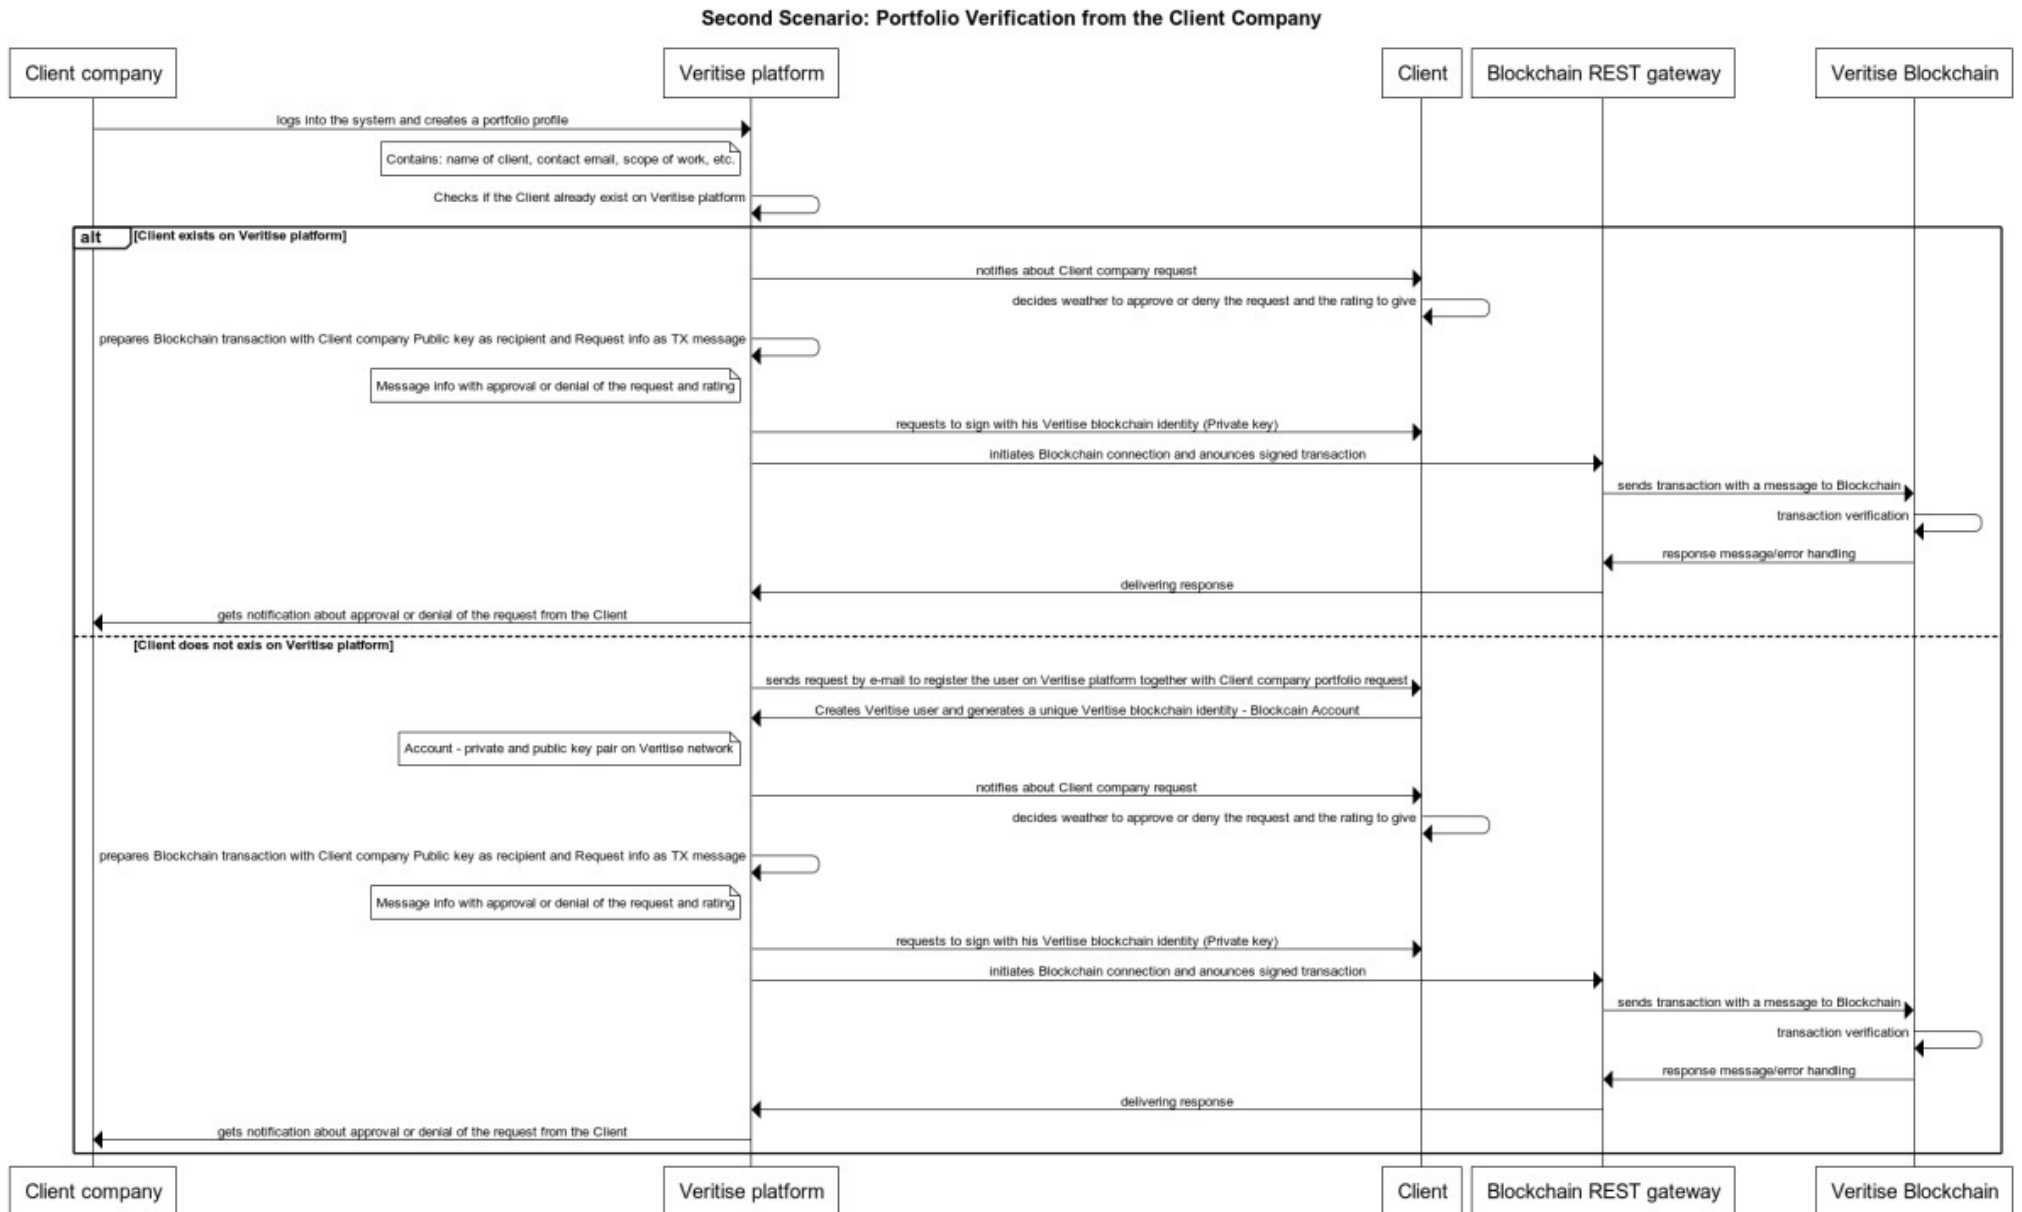 Second Scenario: Portfolio Verification from the Client Company
Client company
Veritise platform
Client
Blockchain REST gateway
Veritise Blockchain
logs into the system and creates a portfolio profile
Contains: name of client, contact email, scope of work, etc.
Checks if the Client already exist on Veritise platform
alt
[Client exists on Veritise platform]
notifies about Client company request
decides weather to approve or deny the request and the rating to give
prepares Blockchain transaction with Client company Public key as recipient and Request info as TX message
Message info with approval or denial of the request and rating
requests to sign with his Veritise blockchain identity (Private key)
initiates Blockchain connection and anounces signed transaction
sends transaction with a message to Blockchain
transaction verification
response message/error handling
delivering response
gets notification about approval or denial of the request from the Client
[Client does not exis on Veritise platform]
sends request by e-mail to register the user on Veritise platform together with Client company portfolio request
Creates Veritise user and generates a unique Veritise blockchain identity - Blockcain Account
Account - private and public key pair on Veritise network
notifies about Client company request
decides weather to approve or deny the request and the rating to give
prepares Blockchain transaction with Client company Public key as recipient and Request info as TX message
Message info with approval or denial of the request and rating
requests to sign with his Veritise blockchain identity (Private key)
initiates Blockchain connection and anounces signed transaction
sends transaction with a message to Blockchain
transaction verification
response message/error handling
delivering response
gets notification about approval or denial of the request from the Client
Client company
Veritise platform
Client
Blockchain REST gateway
Veritise Blockchain